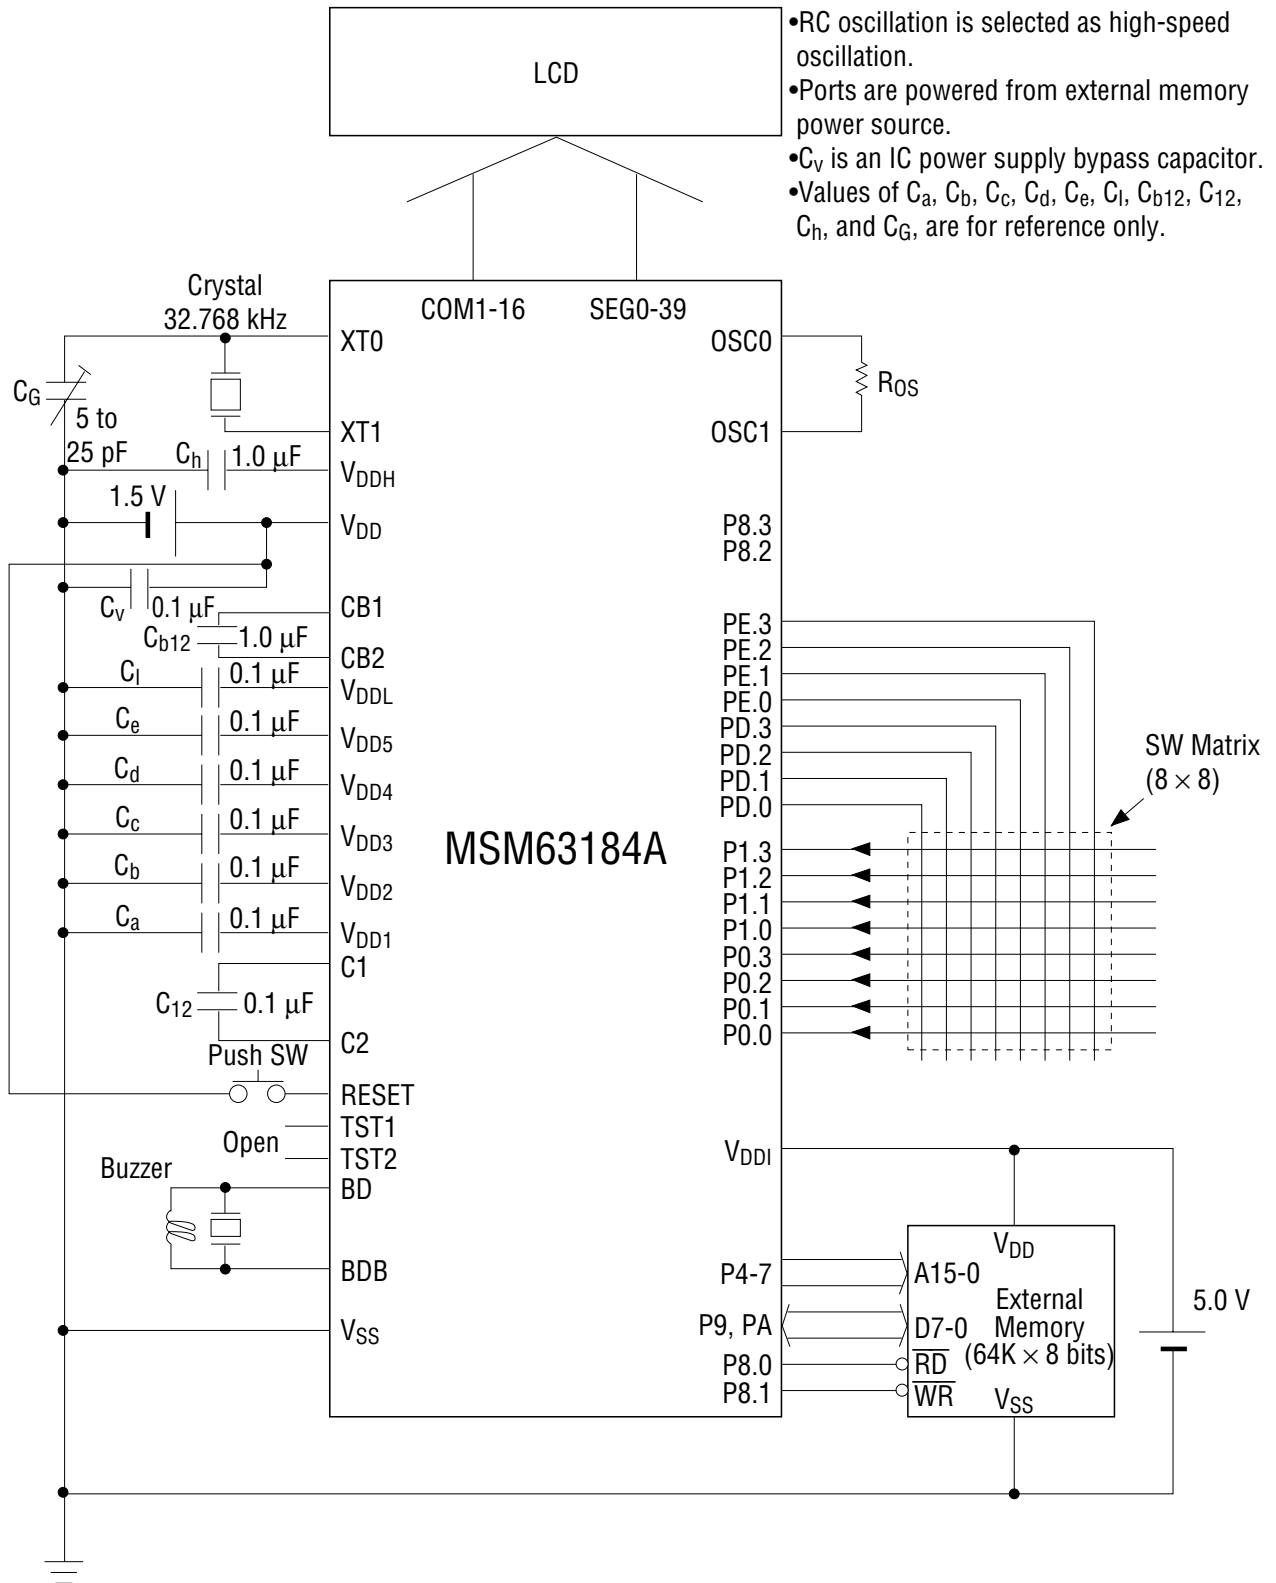 LCD
•RC oscillation is selected as high-speed
oscillation.
•Ports are powered from external memory
power source.
•Cv is an IC power supply bypass capacitor.
•Values of Ca, Cb, Cc, Cd, Ce, Cl, Cb12, C12,
Ch, and CG, are for reference only.
Crystal
32.768 kHz
COM1-16
SEG0-39
XT0
OSC0
CG
5 to
25 pF
ROS
XT1
OSC1
Ch
1.0 μF
VDDH
1.5 V
VDD
P8.3
P8.2
Cv
0.1 μF
CB1
Cb12
1.0 μF
CB2
Cl
0.1 μF
VDDL
Ce
0.1 μF
VDD5
Cd
0.1 μF
VDD4
Cc
0.1 μF
VDD3
Cb
0.1 μF
VDD2
Ca
0.1 μF
VDD1
C1
C12
0.1 μF
C2
Push SW
RESET
TST1
Open
TST2
Buzzer
BD
BDB
VSS
MSM63184A
PE.3
PE.2
PE.1
PE.0
PD.3
PD.2
PD.1
PD.0
SW Matrix
(8 × 8)
P1.3
P1.2
P1.1
P1.0
P0.3
P0.2
P0.1
P0.0
VDDI
VDD
P4-7
A15-0
External
Memory
(64K × 8 bits)
P9, PA
D7-0
P8.0
RD
P8.1
WR
VSS
5.0 V